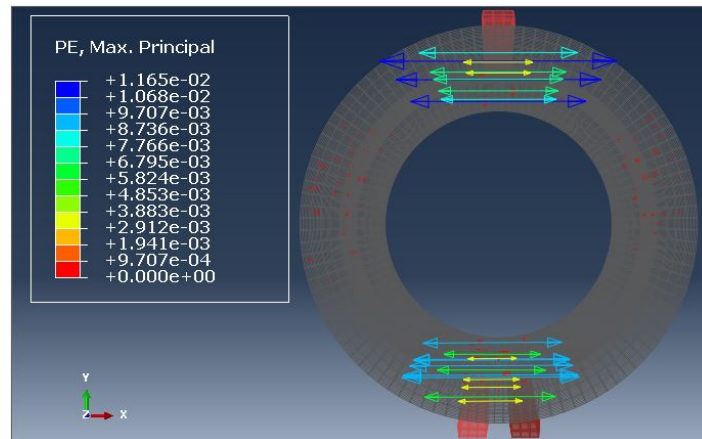 PE, Max. Principal
+1.165e-02
+1.068e-02
+9.707e-03
+8.736e-03
+7.766e-03
+6.795e-03
+5.824e-03
+4.853e-03
+3.883e-03
+2.912e-03
+1.941e-03
+9.707e-04
+0.000e+00
Y
Z X